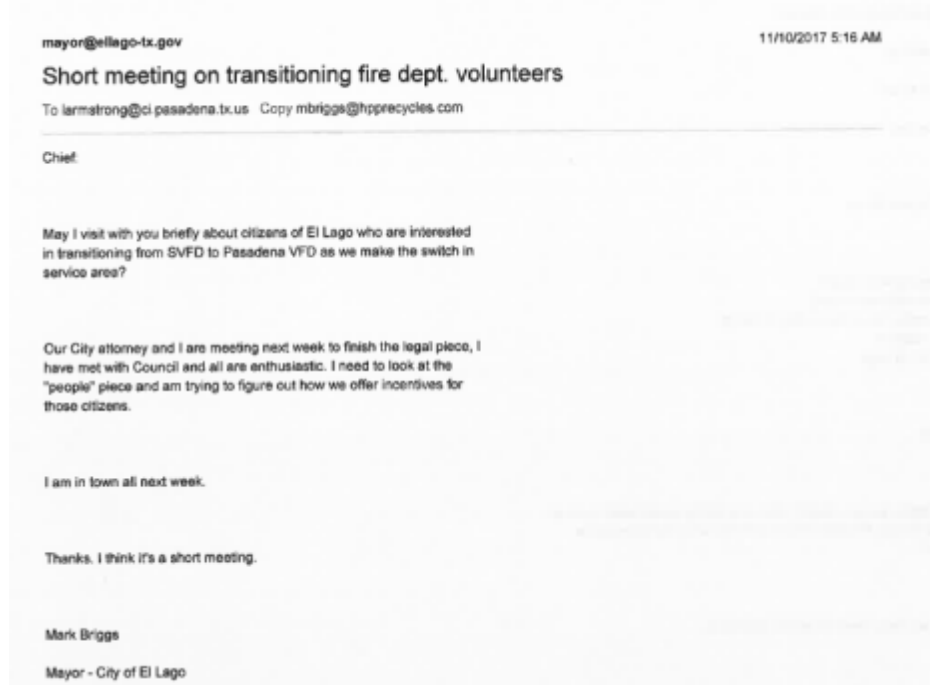 mayor@ellago-tx.gov 11/10/2017 5:16 AM
Short meeting on transitioning fire dept. volunteers
To larmstrong@ci.pasadena.tx.us Copy mbriggs@hpprecycles.com
Chief:
May I visit with you briefly about citizens of El Lago who are interested
in transitioning from SVFD to Pasadena VFD as we make the switch in
service area?
Our City attorney and I are meeting next week to finish the legal piece, I
have met with Council and all are enthusiastic. I need to look at the
"people" piece and am trying to figure out how we offer incentives for
those citizens.
I am in town all next week.
Thanks. I think it's a short meeting.
Mark Briggs
Mayor - City of El Lago